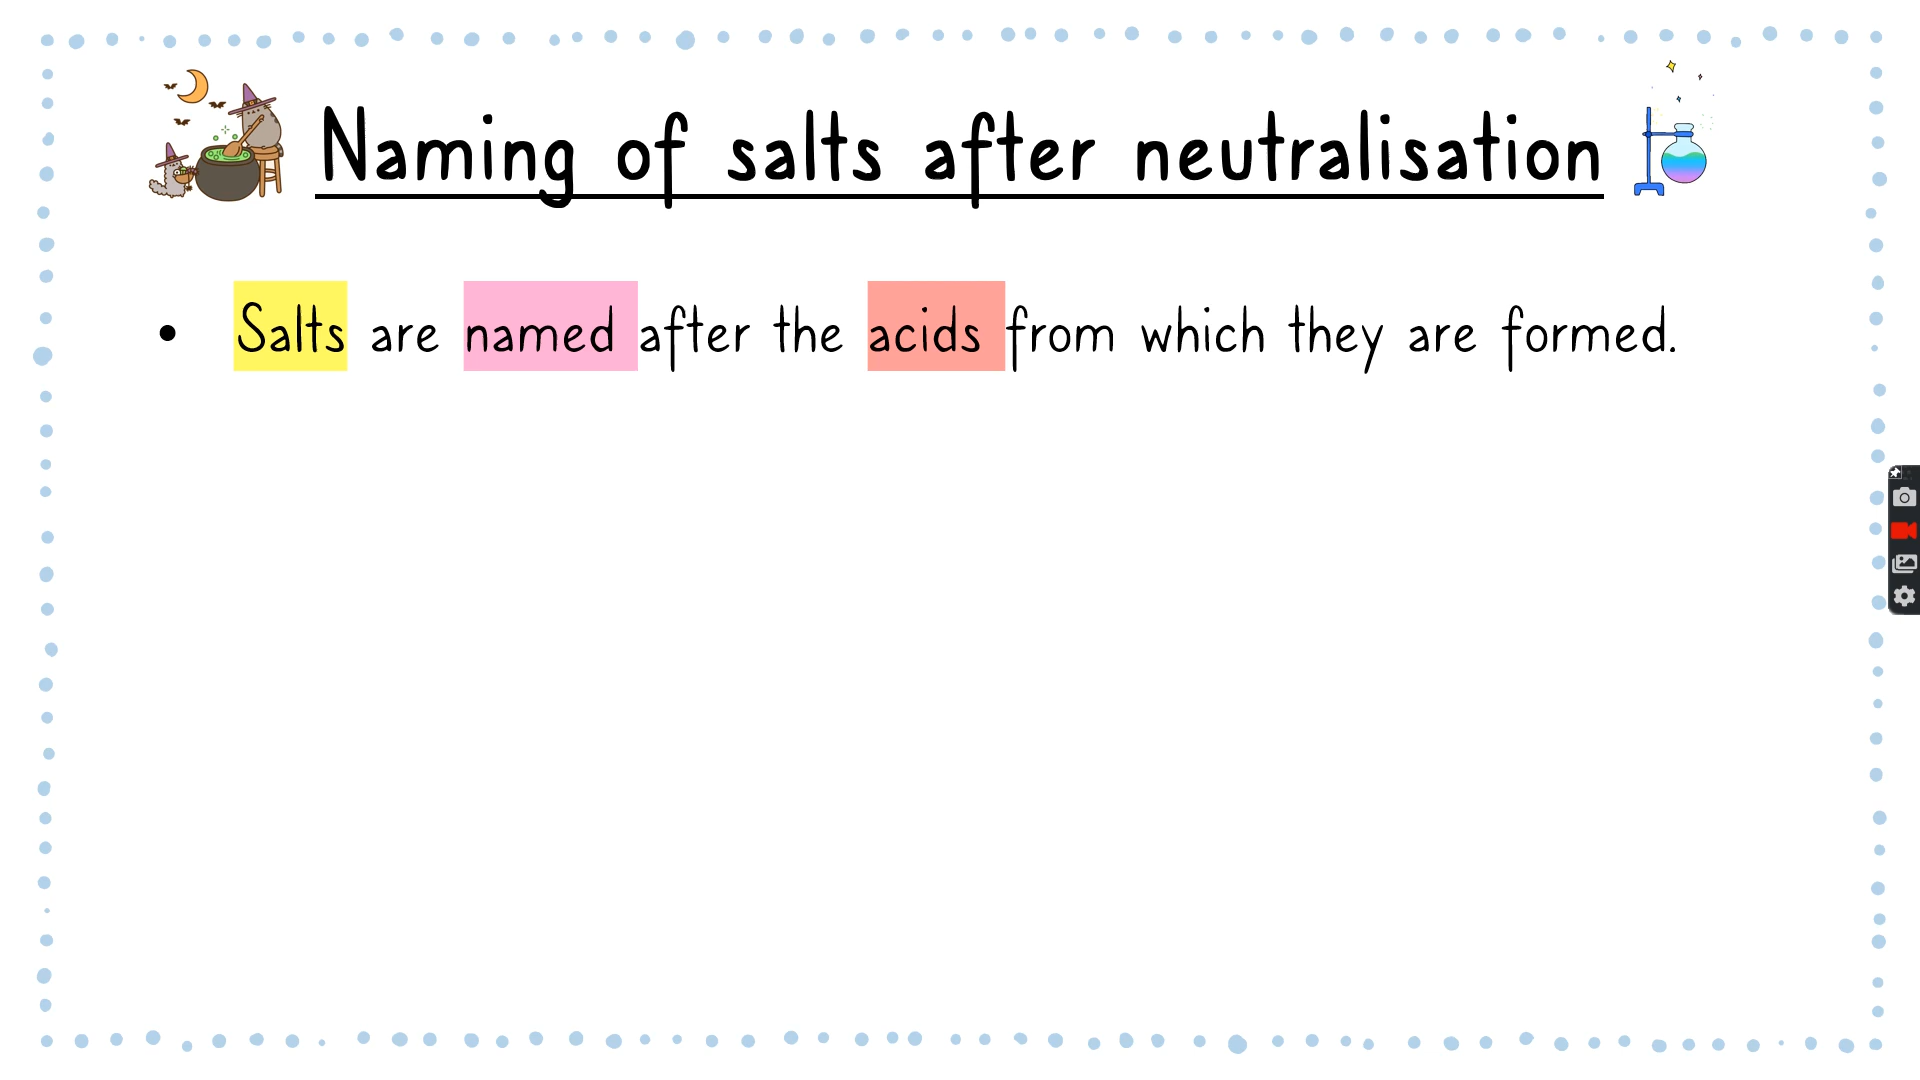 Naming of salts after neutralisation
• Salts are named after the acids from which they are formed.